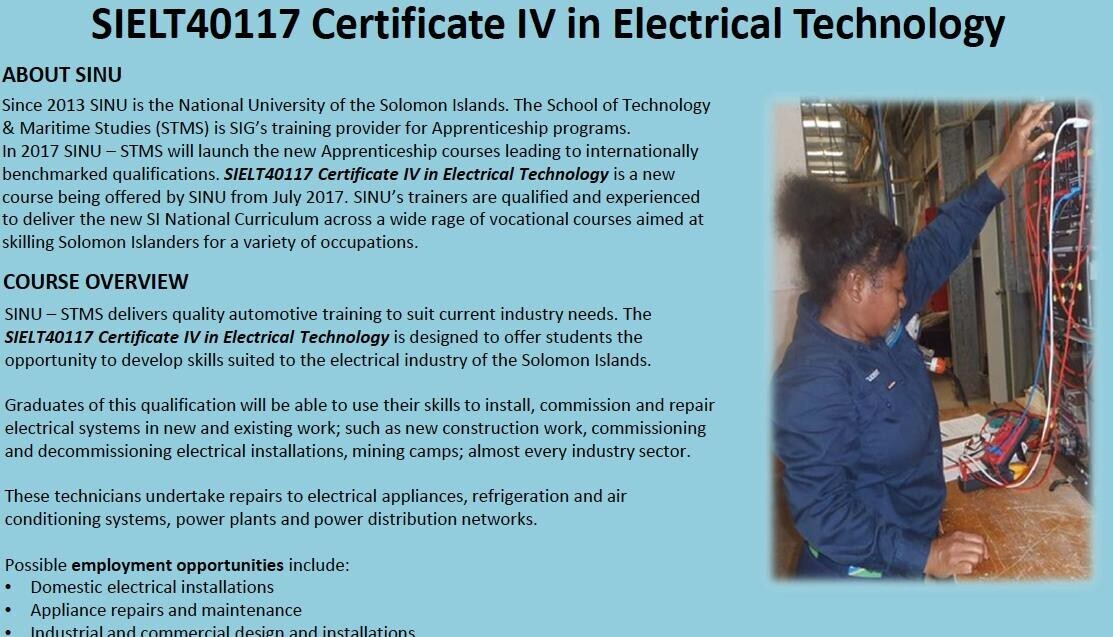 SIELT40117 Certificate IV in Electrical Technology
ABOUT SINU
Since 2013 SINU is the National University of the Solomon Islands. The School of Technology
& Maritime Studies (STMS) is SIG’s training provider for Apprenticeship programs.
In 2017 SINU – STMS will launch the new Apprenticeship courses leading to internationally
benchmarked qualifications. SIELT40117 Certificate IV in Electrical Technology is a new
course being offered by SINU from July 2017. SINU’s trainers are qualified and experienced
to deliver the new SI National Curriculum across a wide rage of vocational courses aimed at
skilling Solomon Islanders for a variety of occupations.
COURSE OVERVIEW
SINU – STMS delivers quality automotive training to suit current industry needs. The
SIELT40117 Certificate IV in Electrical Technology is designed to offer students the
opportunity to develop skills suited to the electrical industry of the Solomon Islands.
Graduates of this qualification will be able to use their skills to install, commission and repair
electrical systems in new and existing work; such as new construction work, commissioning
and decommissioning electrical installations, mining camps; almost every industry sector.
These technicians undertake repairs to electrical appliances, refrigeration and air
conditioning systems, power plants and power distribution networks.
Possible employment opportunities include:
• Domestic electrical installations
• Appliance repairs and maintenance
• Industrial and commercial design and installations